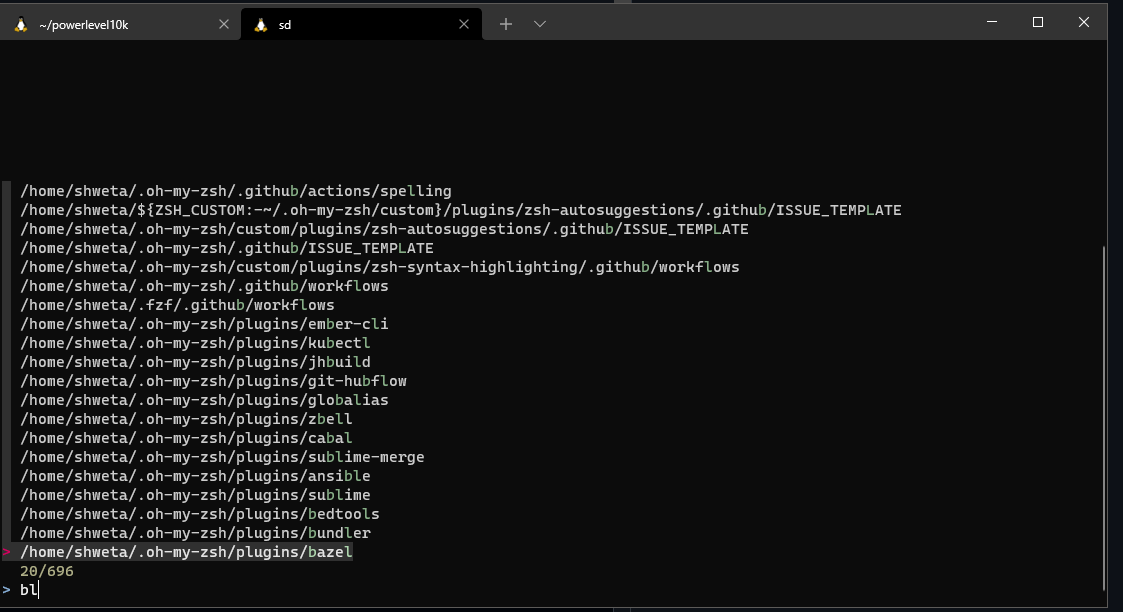 ~/powerlevel10k
sd
/home/shweta/.oh-my-zsh/.github/actions/spelling
/home/shweta/${ZSH_CUSTOM:-~/.oh-my-zsh/custom}/plugins/zsh-autosuggestions/.github/ISSUE_TEMPLATE
/home/shweta/.oh-my-zsh/custom/plugins/zsh-autosuggestions/.github/ISSUE_TEMPLATE
/home/shweta/.oh-my-zsh/.github/ISSUE_TEMPLATE
/home/shweta/.oh-my-zsh/custom/plugins/zsh-syntax-highlighting/.github/workflows
/home/shweta/.oh-my-zsh/.github/workflows
/home/shweta/.fzf/.github/workflows
/home/shweta/.oh-my-zsh/plugins/ember-cli
/home/shweta/.oh-my-zsh/plugins/kubectl
/home/shweta/.oh-my-zsh/plugins/jhbuild
/home/shweta/.oh-my-zsh/plugins/git-hubflow
/home/shweta/.oh-my-zsh/plugins/globalias
/home/shweta/.oh-my-zsh/plugins/zbell
/home/shweta/.oh-my-zsh/plugins/cabal
/home/shweta/.oh-my-zsh/plugins/sublime-merge
/home/shweta/.oh-my-zsh/plugins/ansible
/home/shweta/.oh-my-zsh/plugins/sublime
/home/shweta/.oh-my-zsh/plugins/bedtools
/home/shweta/.oh-my-zsh/plugins/bundler
> /home/shweta/.oh-my-zsh/plugins/bazel
20/696
> bl